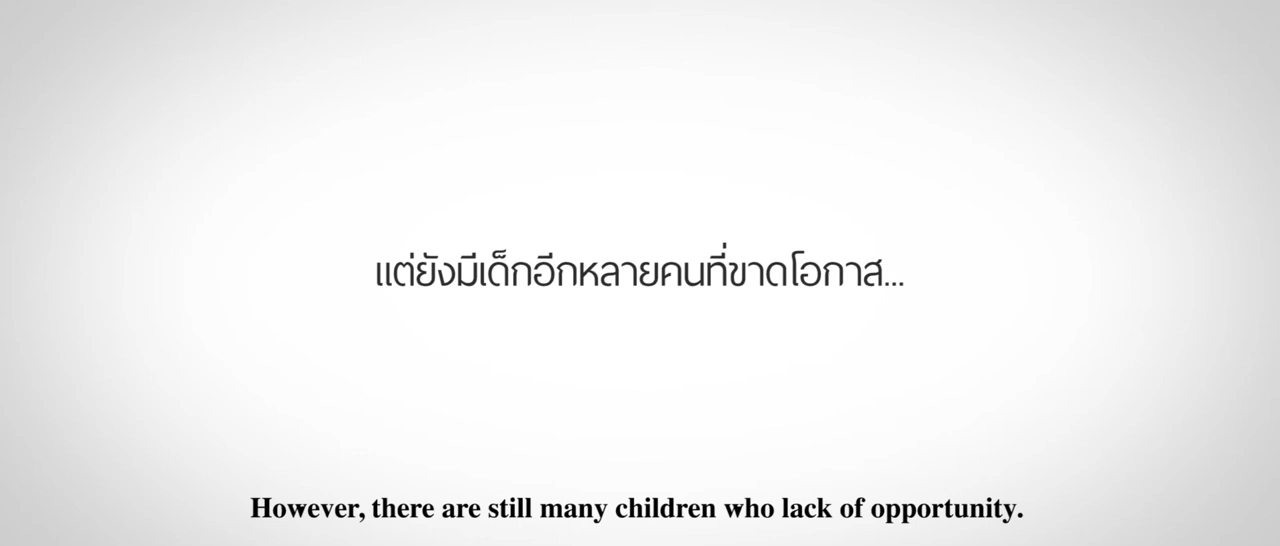 แต่ยังมีเด็กอีกหลายคนที่ขาดโอกาส...
However, there are still many children who lack of opportunity.